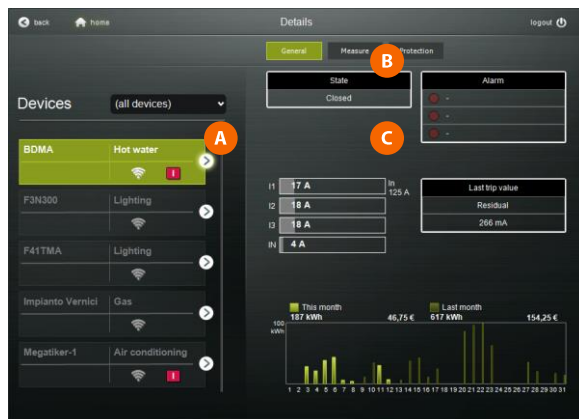 back home Details logout
General Measure Protection
B
State Alarm
Closed -
Devices (all devices)
A C
-
-
BDMA Hot water
I
I1 17 A In
125 A
Last trip value
F3N300 Lighting
I2 18 A Residual
I3 18 A 266 mA
IN 4 A
F41TMA Lighting
Impianto Vernici Gas
This month Last month
187 kWh 46,75 € 617 kWh 154,25 €
100
kWh
Megatiker-1 Air conditioning
I
1 2 3 4 5 6 7 8 9 10 11 12 13 14 15 16 17 18 19 20 21 22 23 24 25 26 27 28 29 30 31